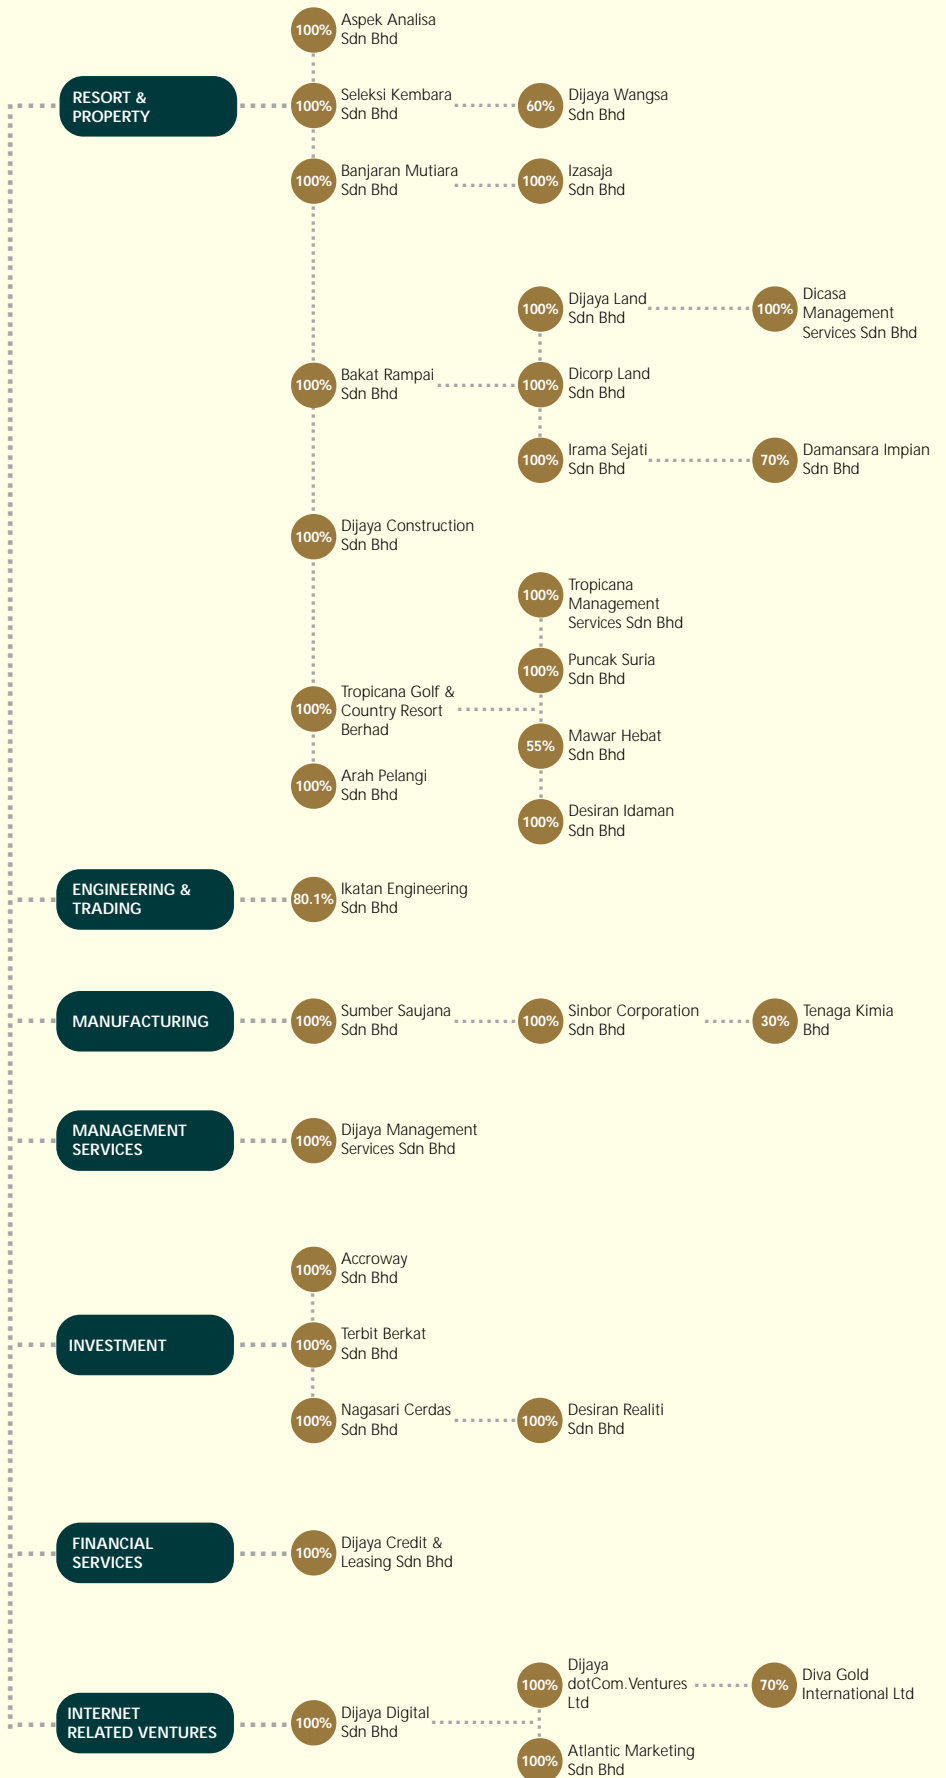 100%
Aspek Analisa
Sdn Bhd
RESORT &
PROPERTY
100%
Seleksi Kembara
Sdn Bhd
60%
Dijaya Wangsa
Sdn Bhd
100%
Banjaran Mutiara
Sdn Bhd
100%
Izasaja
Sdn Bhd
100%
Dijaya Land
Sdn Bhd
100%
Dicasa
Management
Services Sdn Bhd
100%
Bakat Rampai
Sdn Bhd
100%
Dicorp Land
Sdn Bhd
100%
Irama Sejati
Sdn Bhd
70%
Damansara Impian
Sdn Bhd
100%
Dijaya Construction
Sdn Bhd
100%
Tropicana
Management
Services Sdn Bhd
100%
Puncak Suria
Sdn Bhd
100%
Tropicana Golf &
Country Resort
Berhad
55%
Mawar Hebat
Sdn Bhd
100%
Arah Pelangi
Sdn Bhd
100%
Desiran Idaman
Sdn Bhd
ENGINEERING &
TRADING
80.1%
Ikatan Engineering
Sdn Bhd
MANUFACTURING
100%
Sumber Saujana
Sdn Bhd
100%
Sinbor Corporation
Sdn Bhd
30%
Tenaga Kimia
Bhd
MANAGEMENT
SERVICES
100%
Dijaya Management
Services Sdn Bhd
100%
Accroway
Sdn Bhd
INVESTMENT
100%
Terbit Berkat
Sdn Bhd
100%
Nagasari Cerdas
Sdn Bhd
100%
Desiran Realiti
Sdn Bhd
FINANCIAL
SERVICES
100%
Dijaya Credit &
Leasing Sdn Bhd
INTERNET
RELATED VENTURES
100%
Dijaya Digital
Sdn Bhd
100%
Dijaya
dotCom.Ventures
Ltd
70%
Diva Gold
International Ltd
100%
Atlantic Marketing
Sdn Bhd